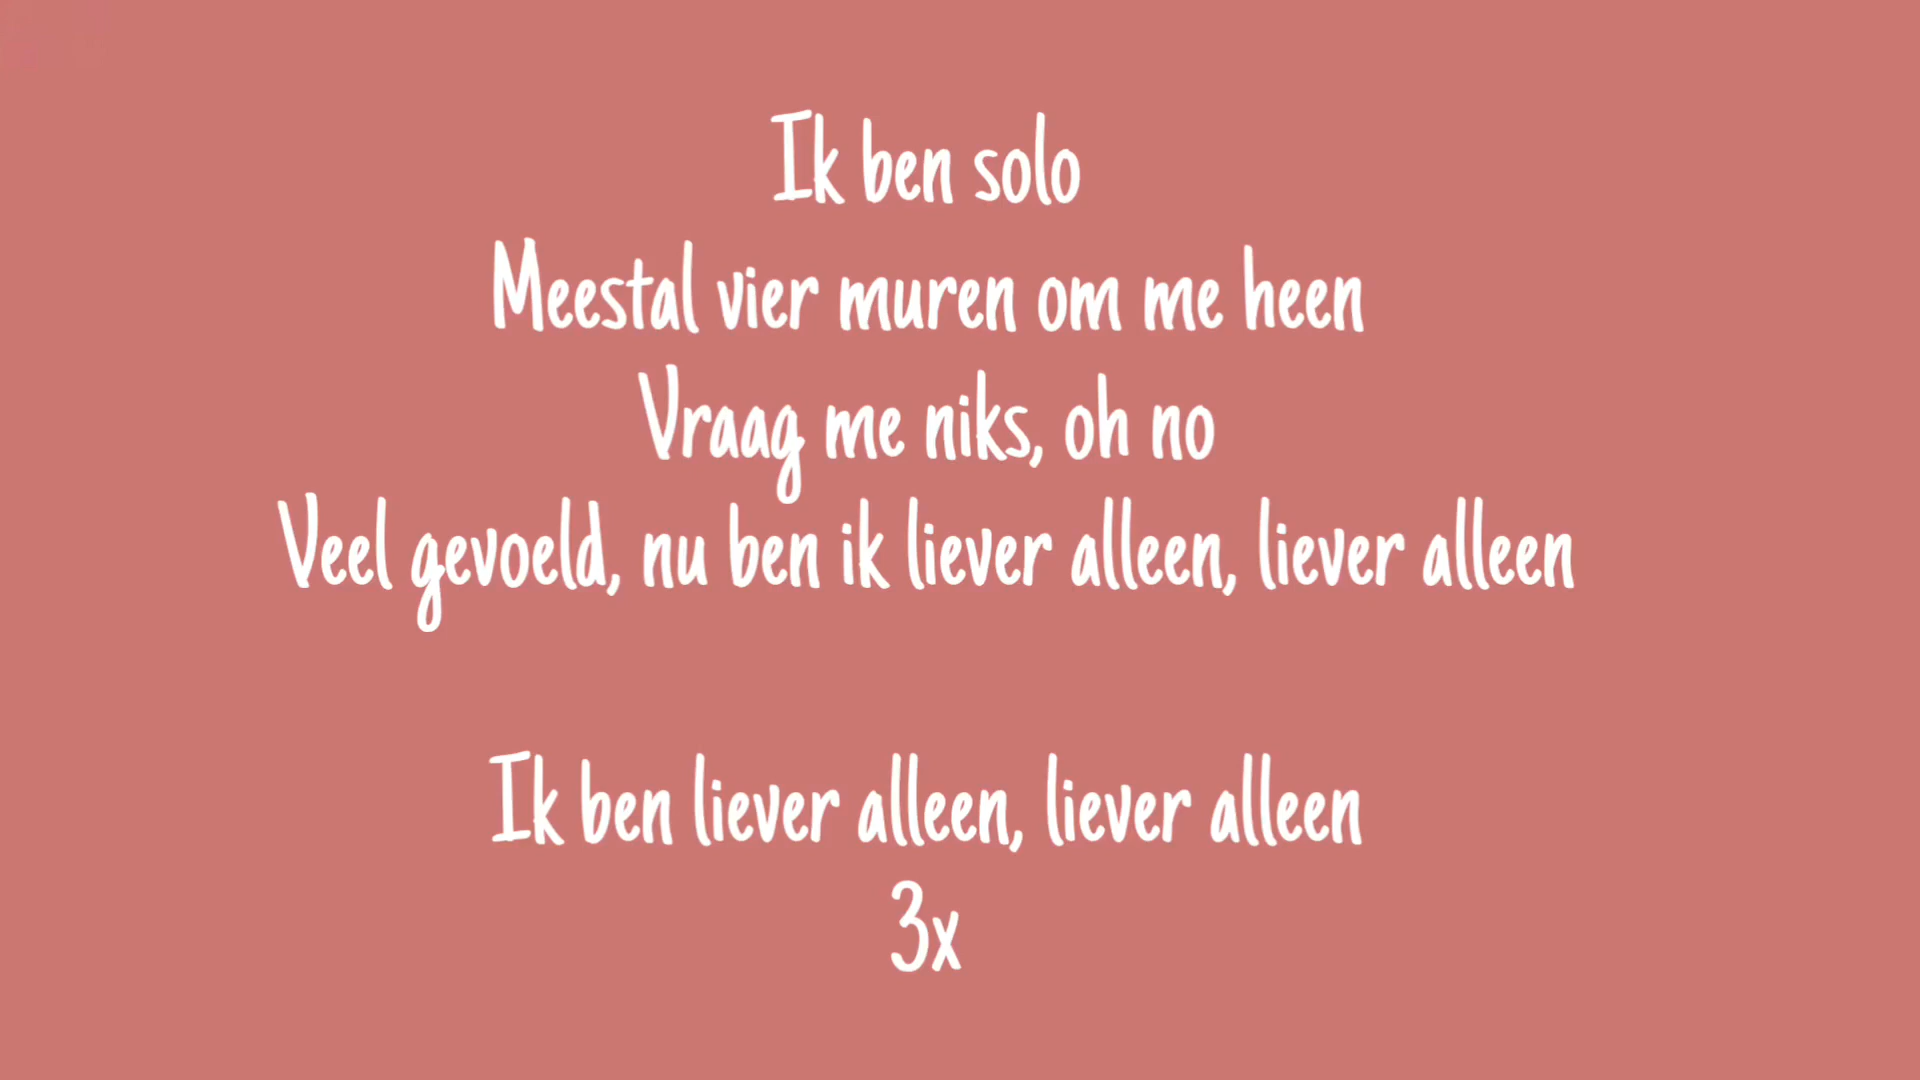 Ik ben solo
Meestal vier muren om me heen
Vraag me niks, oh no
Veel gevoeld, nu ben ik liever alleen, liever alleen
Ik ben liever alleen, liever alleen
3x